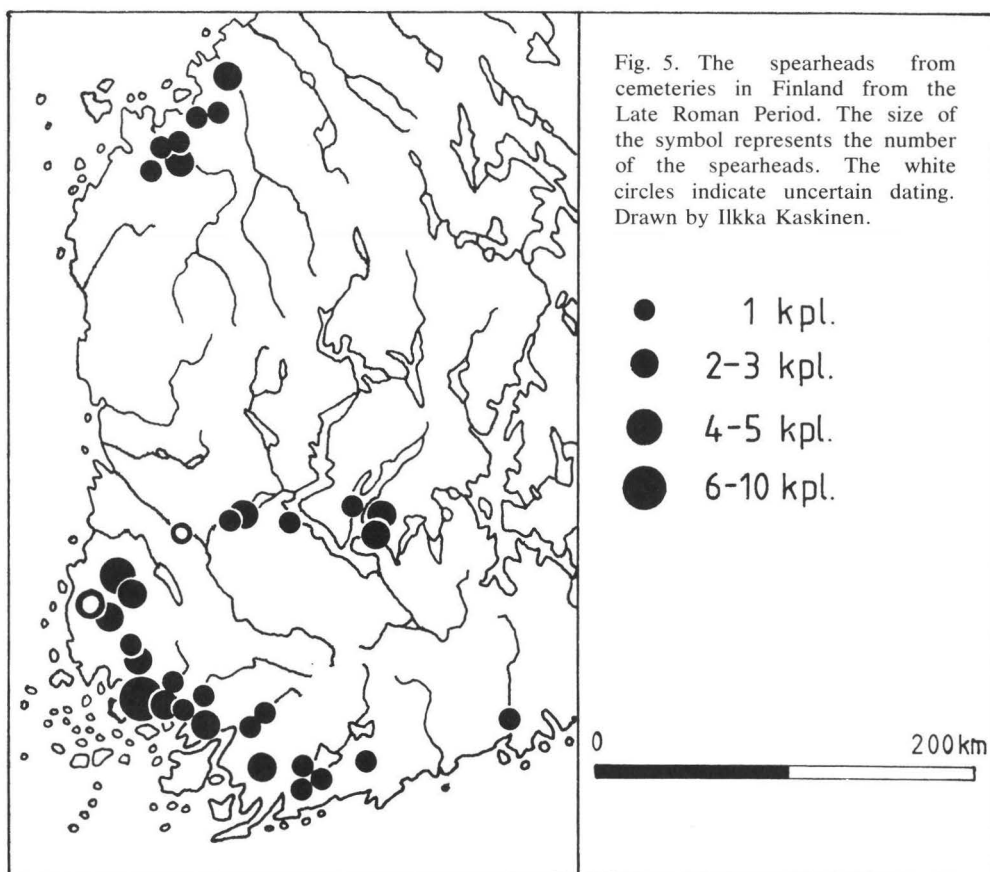 Fig. 5. The spearheads from
cemeteries in Finland from the
Late Roman Period. The size of
the symbol represents the number
of the spearheads. The white
circles indicate uncertain dating.
Drawn by Ilkka Kaskinen.
1 kpl.
2-3 kpl.
4-5 kpl.
6-10 kpl.
0 200km